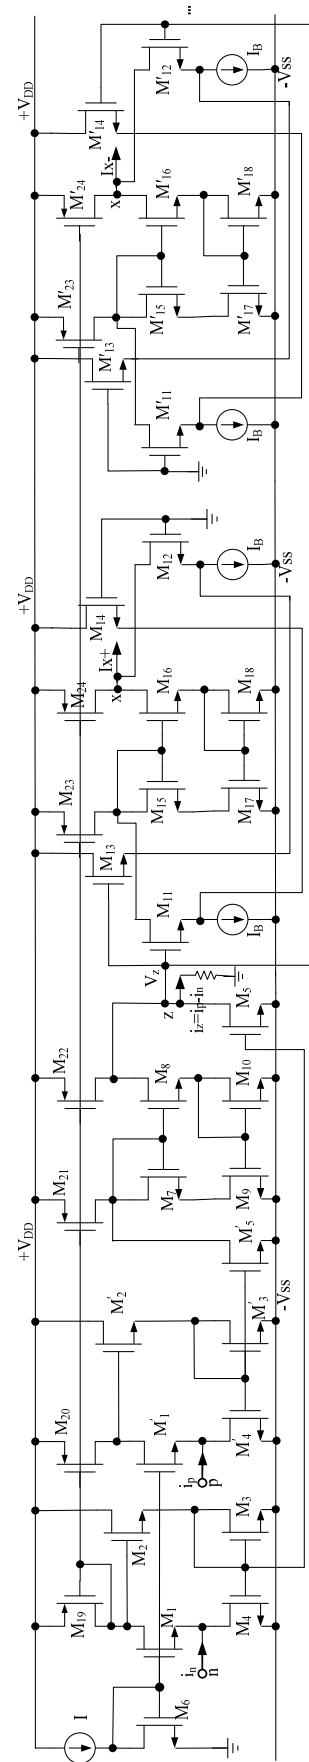 I
M6
M19
M1
in
n
M2
M4
M3
M20
M'1
ip
p
M'2
M'4
M'3
+VDD
-VSS
M21
M22
M7
M8
M9
M10
M'5
M5
z
Vz
iz=ip-in
M23
M24
+VDD
M13
M14
Ix+
x
M11
M12
M15
M16
M17
M18
IB
IB
-VSS
M'23
M'24
+VDD
M'13
M'14
Ix-
x
M'11
M'12
M'15
M'16
M'17
M'18
IB
IB
-VSS
...